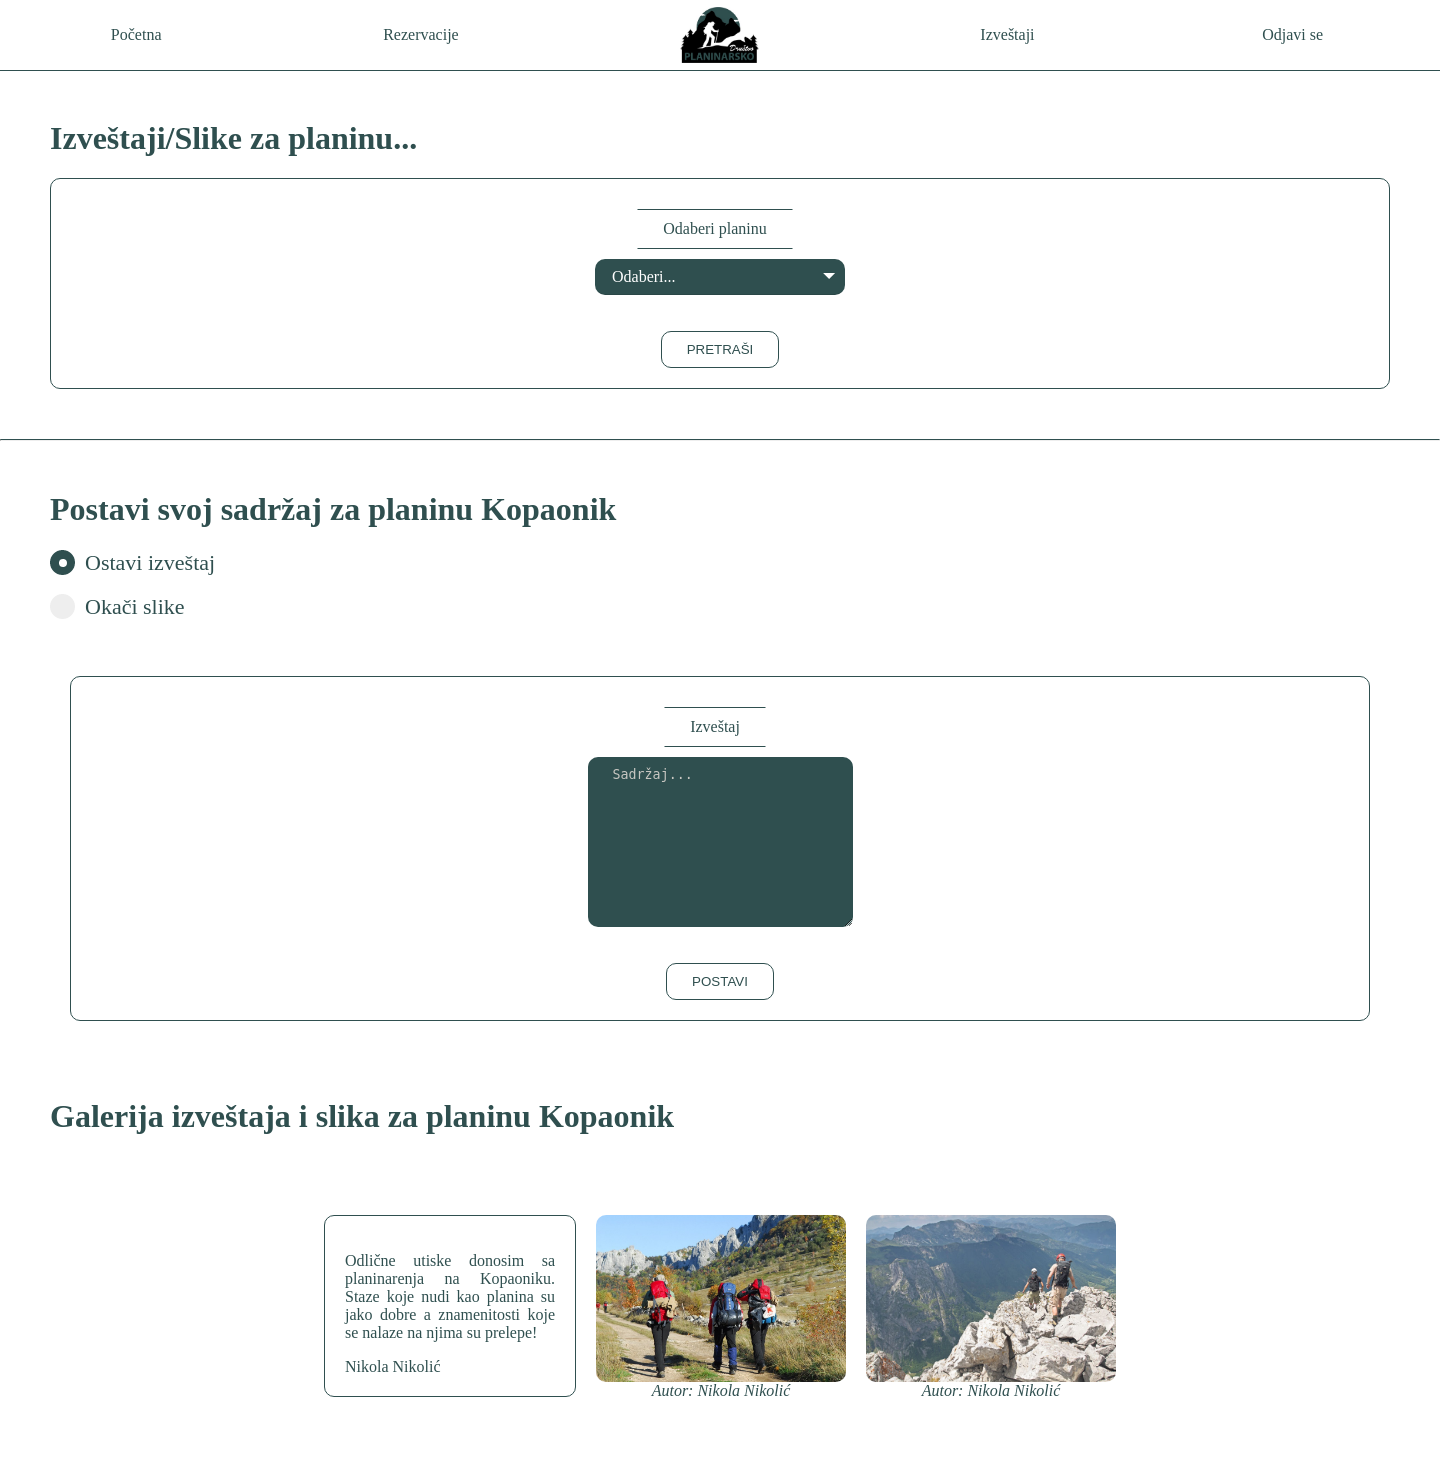 Početna
Rezervacije
Društvo
PLANINARSKO
Izveštaji
Odjavi se
Izveštaji/Slike za planinu...
Odaberi planinu
Odaberi...
PRETRAŠI
Postavi svoj sadržaj za planinu Kopaonik
Ostavi izveštaj
Okači slike
Izveštaj
Sadržaj...
POSTAVI
Galerija izveštaja i slika za planinu Kopaonik
Odlične utiske donosim sa
planinarenja na Kopaoniku.
Staze koje nudi kao planina su
jako dobre a znamenitosti koje
se nalaze na njima su prelepe!
Nikola Nikolić
Autor: Nikola Nikolić
Autor: Nikola Nikolić